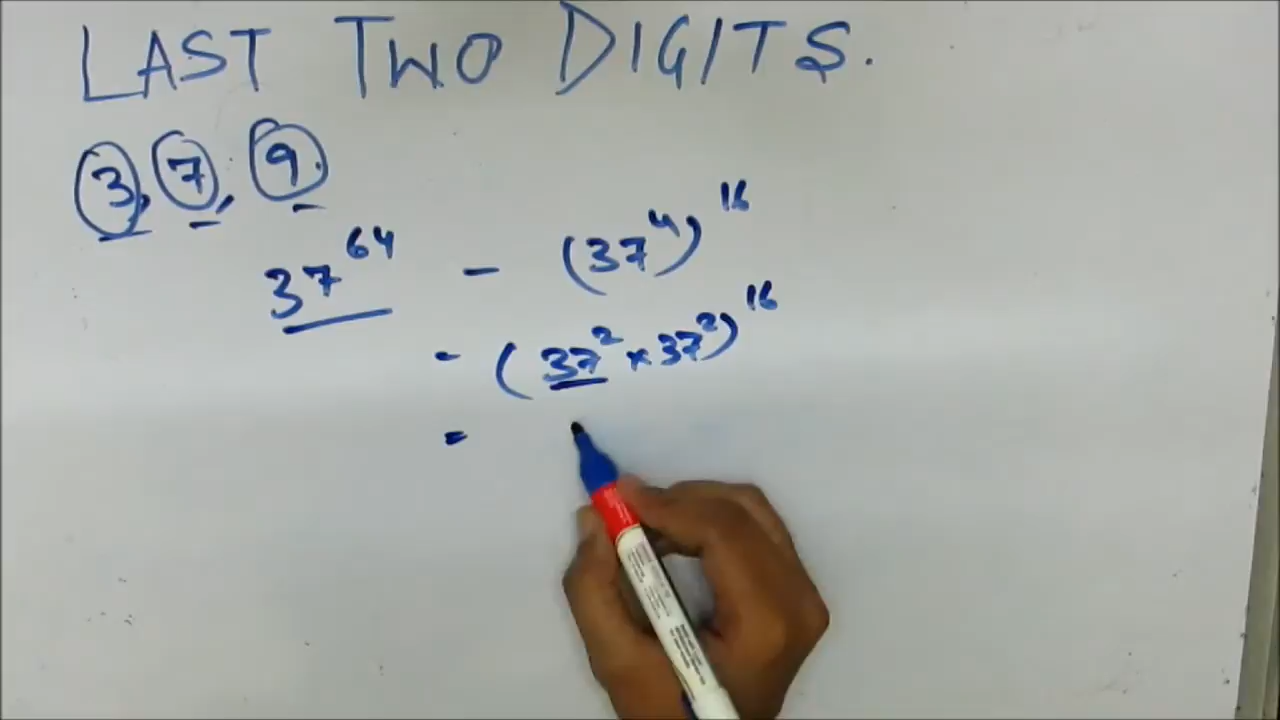 LAST TWO DIGITS.
3, 7, 9.
37^64 - (37^4)^16
- (37^2 × 37^2)^16
=